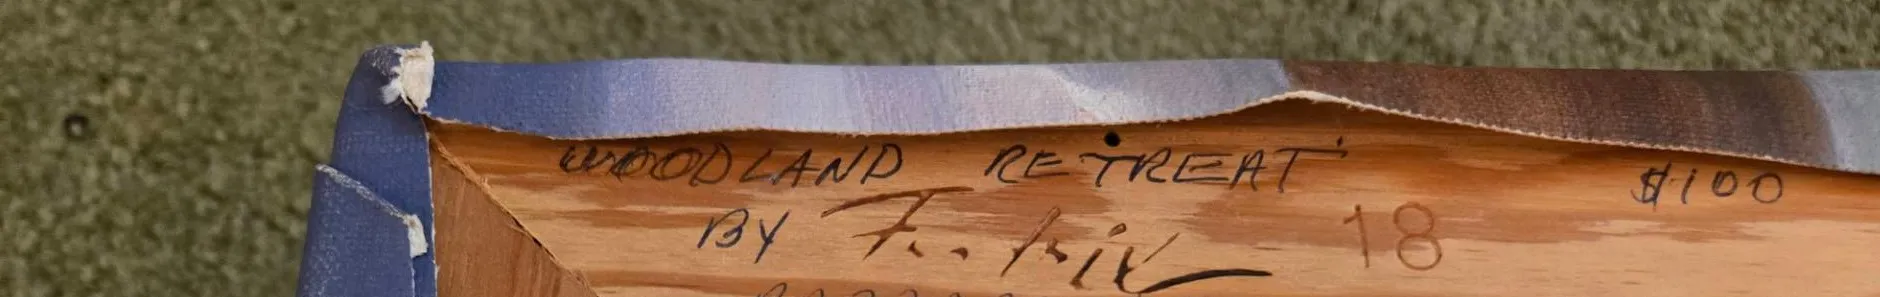 WOODLAND RETREAT $100
BY 18